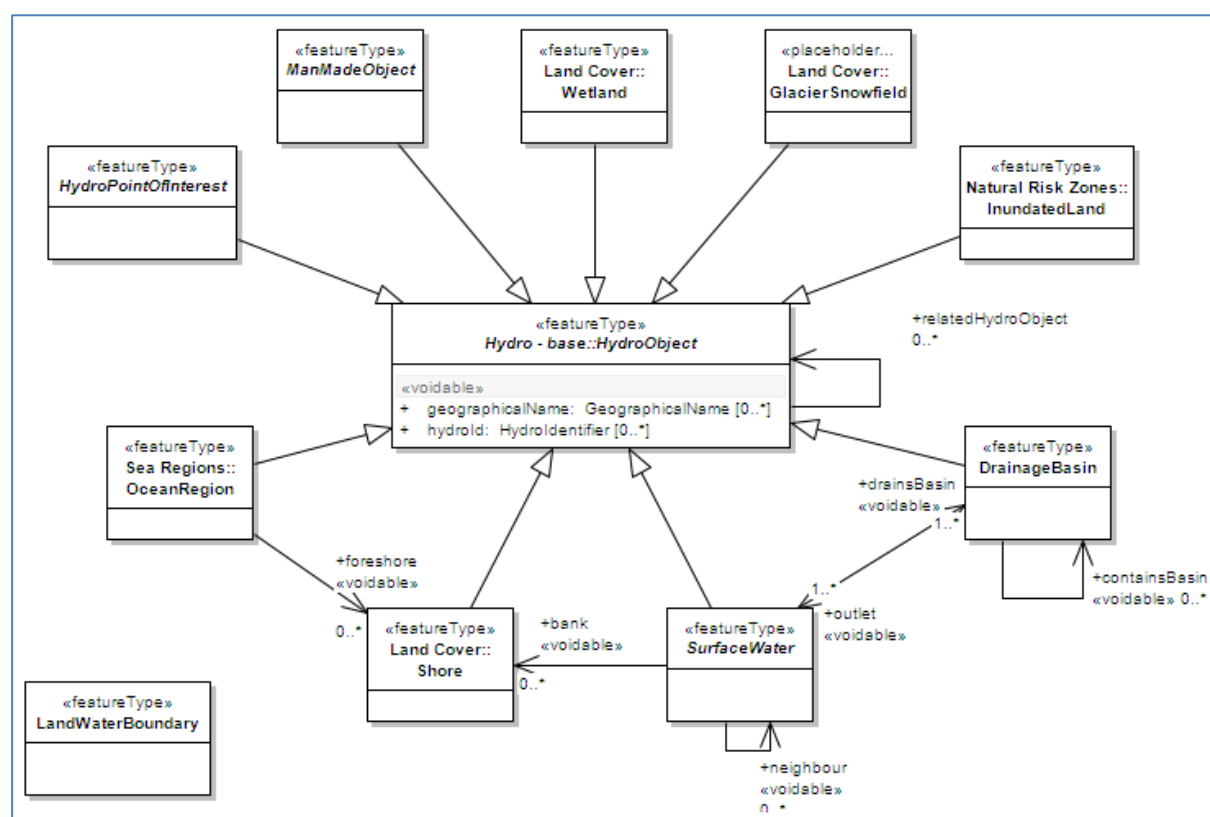 «featureType»
ManMadeObject
«featureType»
Land Cover::
Wetland
«placeholder...
Land Cover::
GlacierSnowfield
«featureType»
HydroPointOfInterest
«featureType»
Natural Risk Zones::
InundatedLand
«featureType»
Hydro - base::HydroObject
«voidable»
+ geographicalName: GeographicalName [0..*]
+ hydroId: HydroIdentifier [0..*]
+relatedHydroObject
0..*
«featureType»
Sea Regions::
OceanRegion
«featureType»
DrainageBasin
+drainsBasin
«voidable»
1..*
+foreshore
«voidable»
0..*
+containsBasin
«voidable» 0..*
1..*
+outlet
«voidable»
«featureType»
Land Cover::
Shore
+bank
«voidable»
0..*
«featureType»
SurfaceWater
«featureType»
LandWaterBoundary
+neighbour
«voidable»
0..*